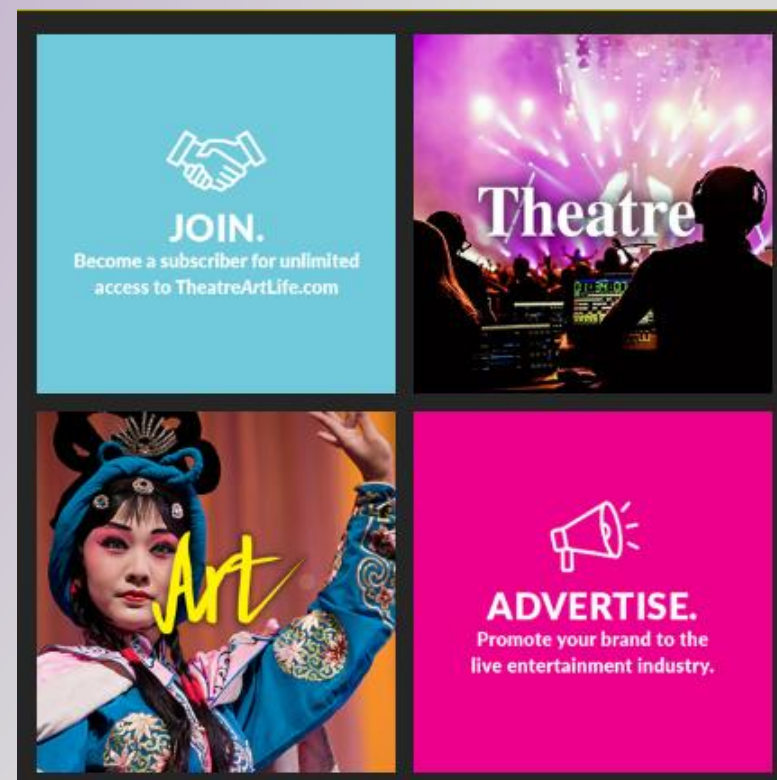 JOIN.
Become a subscriber for unlimited
access to TheatreArtLife.com
Theatre
Art
ADVERTISE.
Promote your brand to the
live entertainment industry.